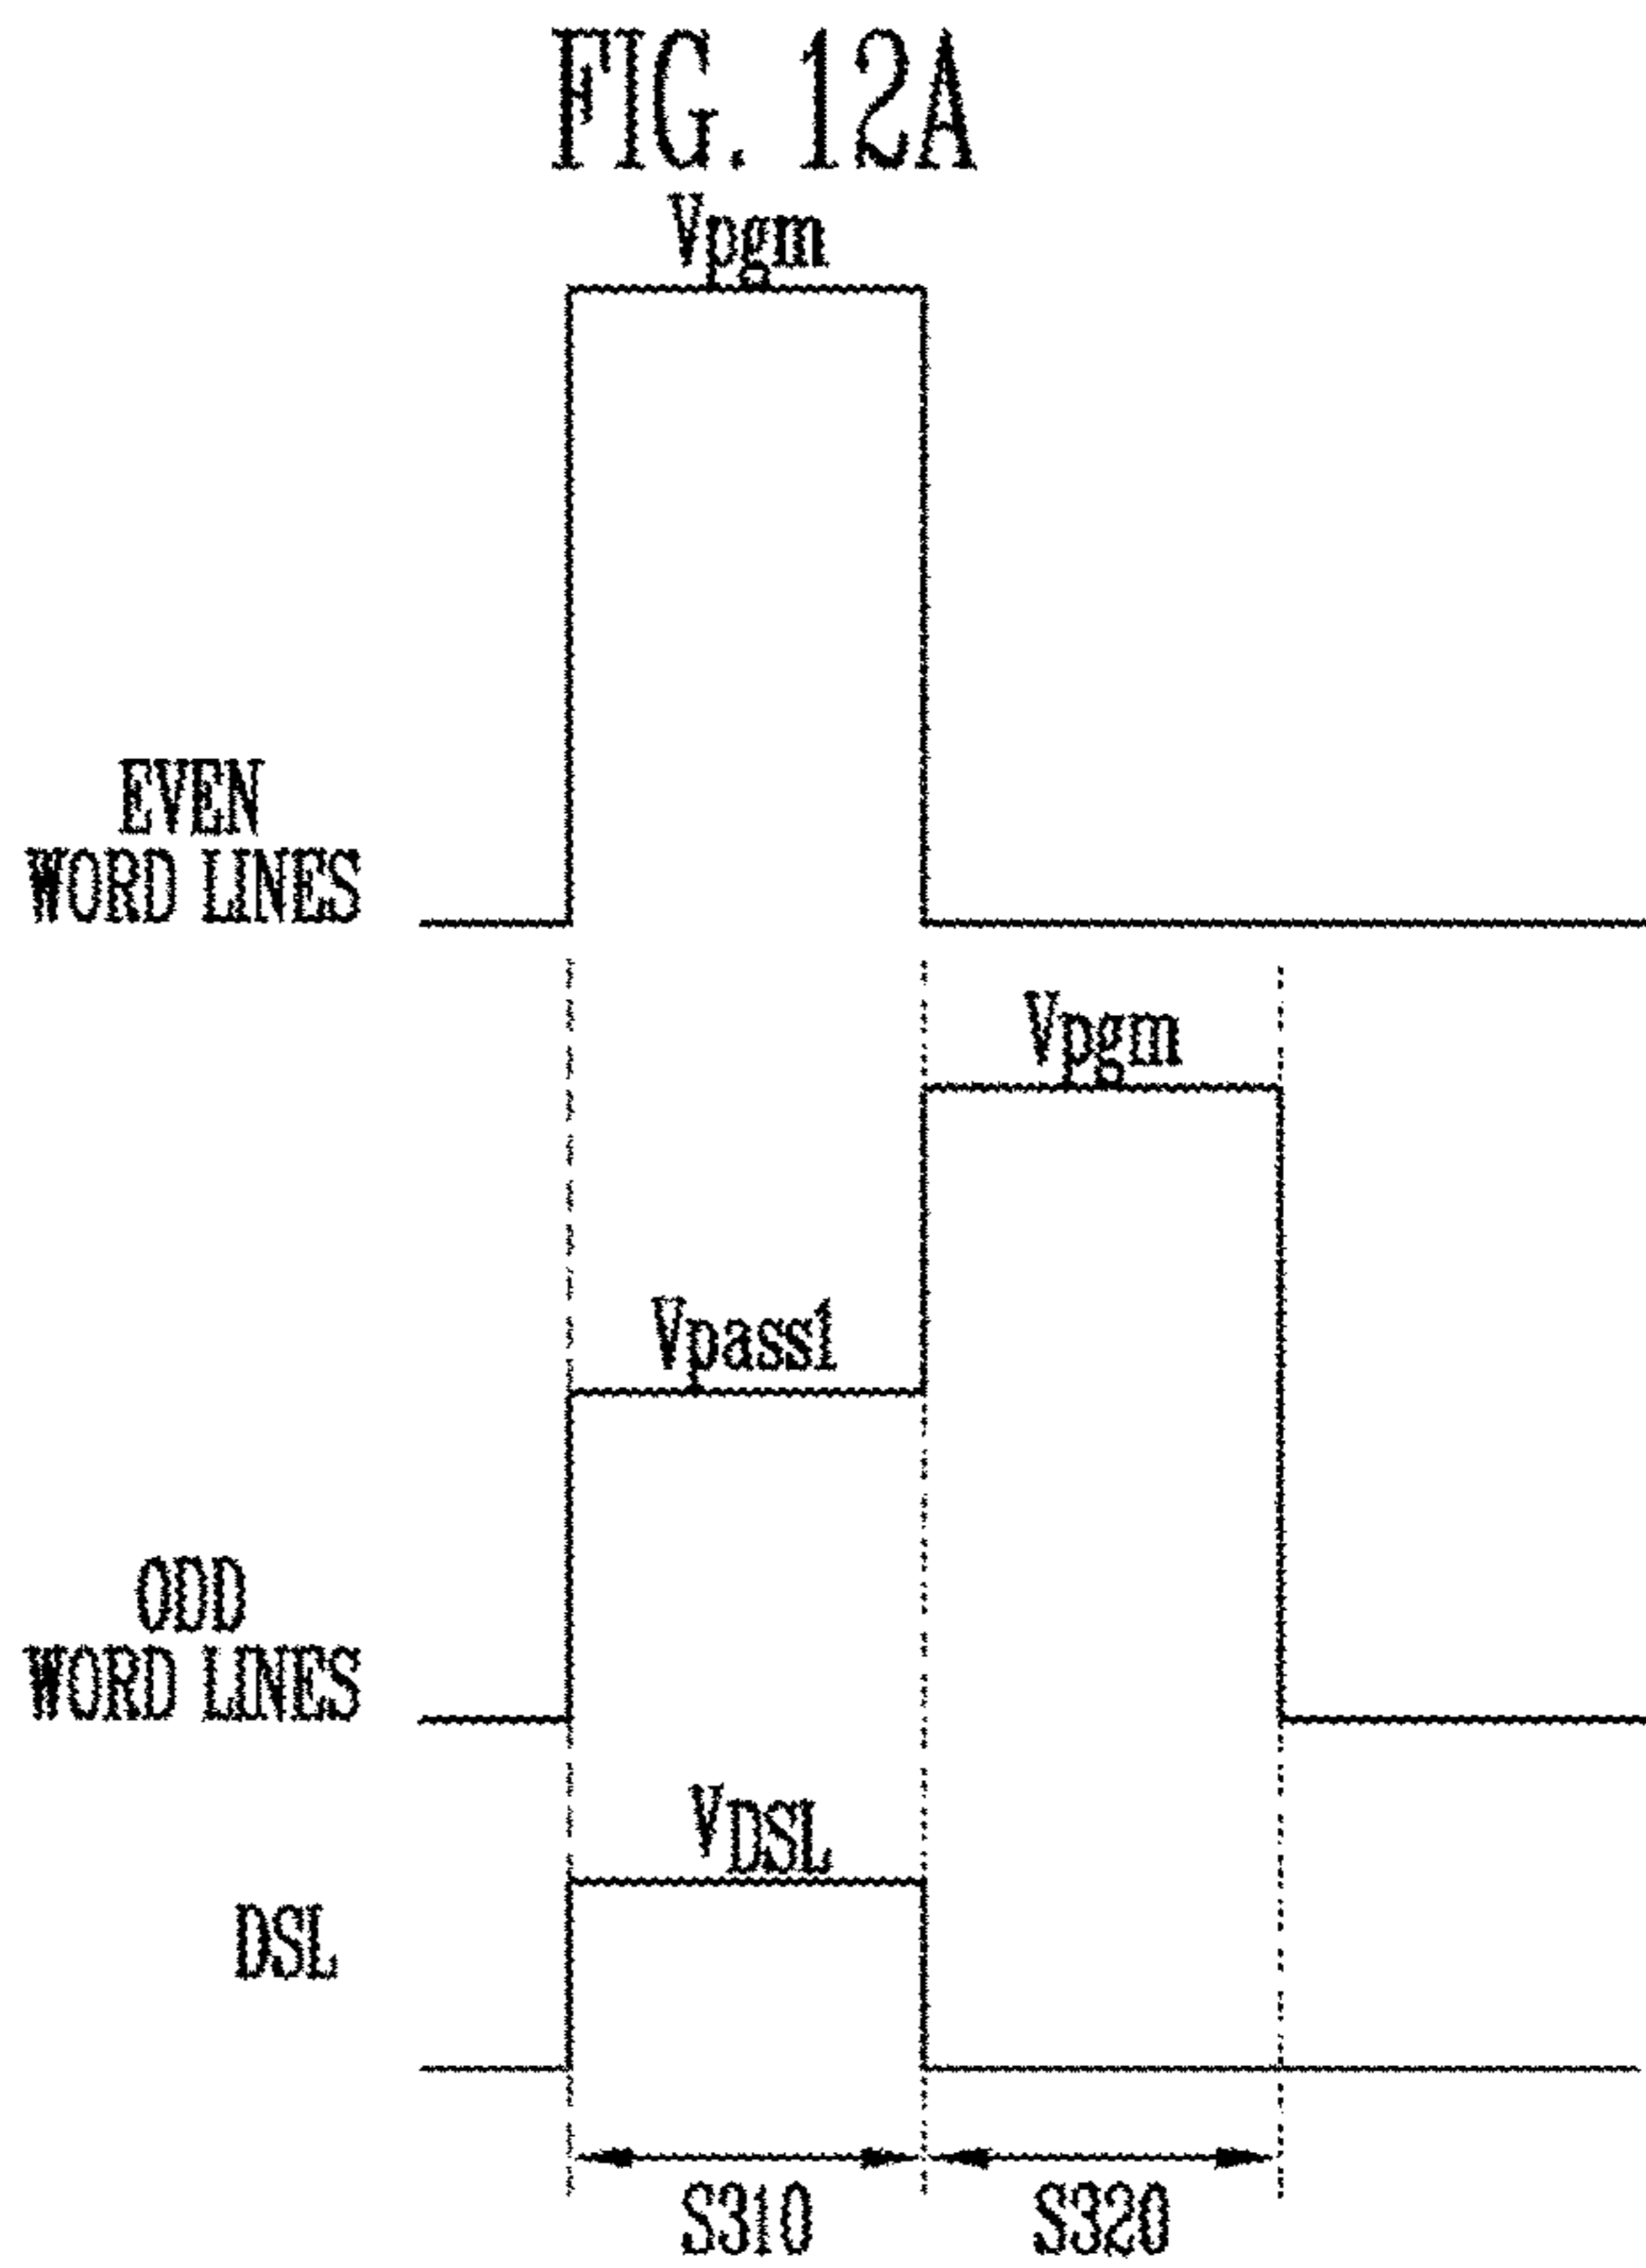 FIG. 12A
Vpgm
EVEN
WORD LINES
Vpgm
Vpass1
ODD
WORD LINES
VDSL
DSL
S310
S320